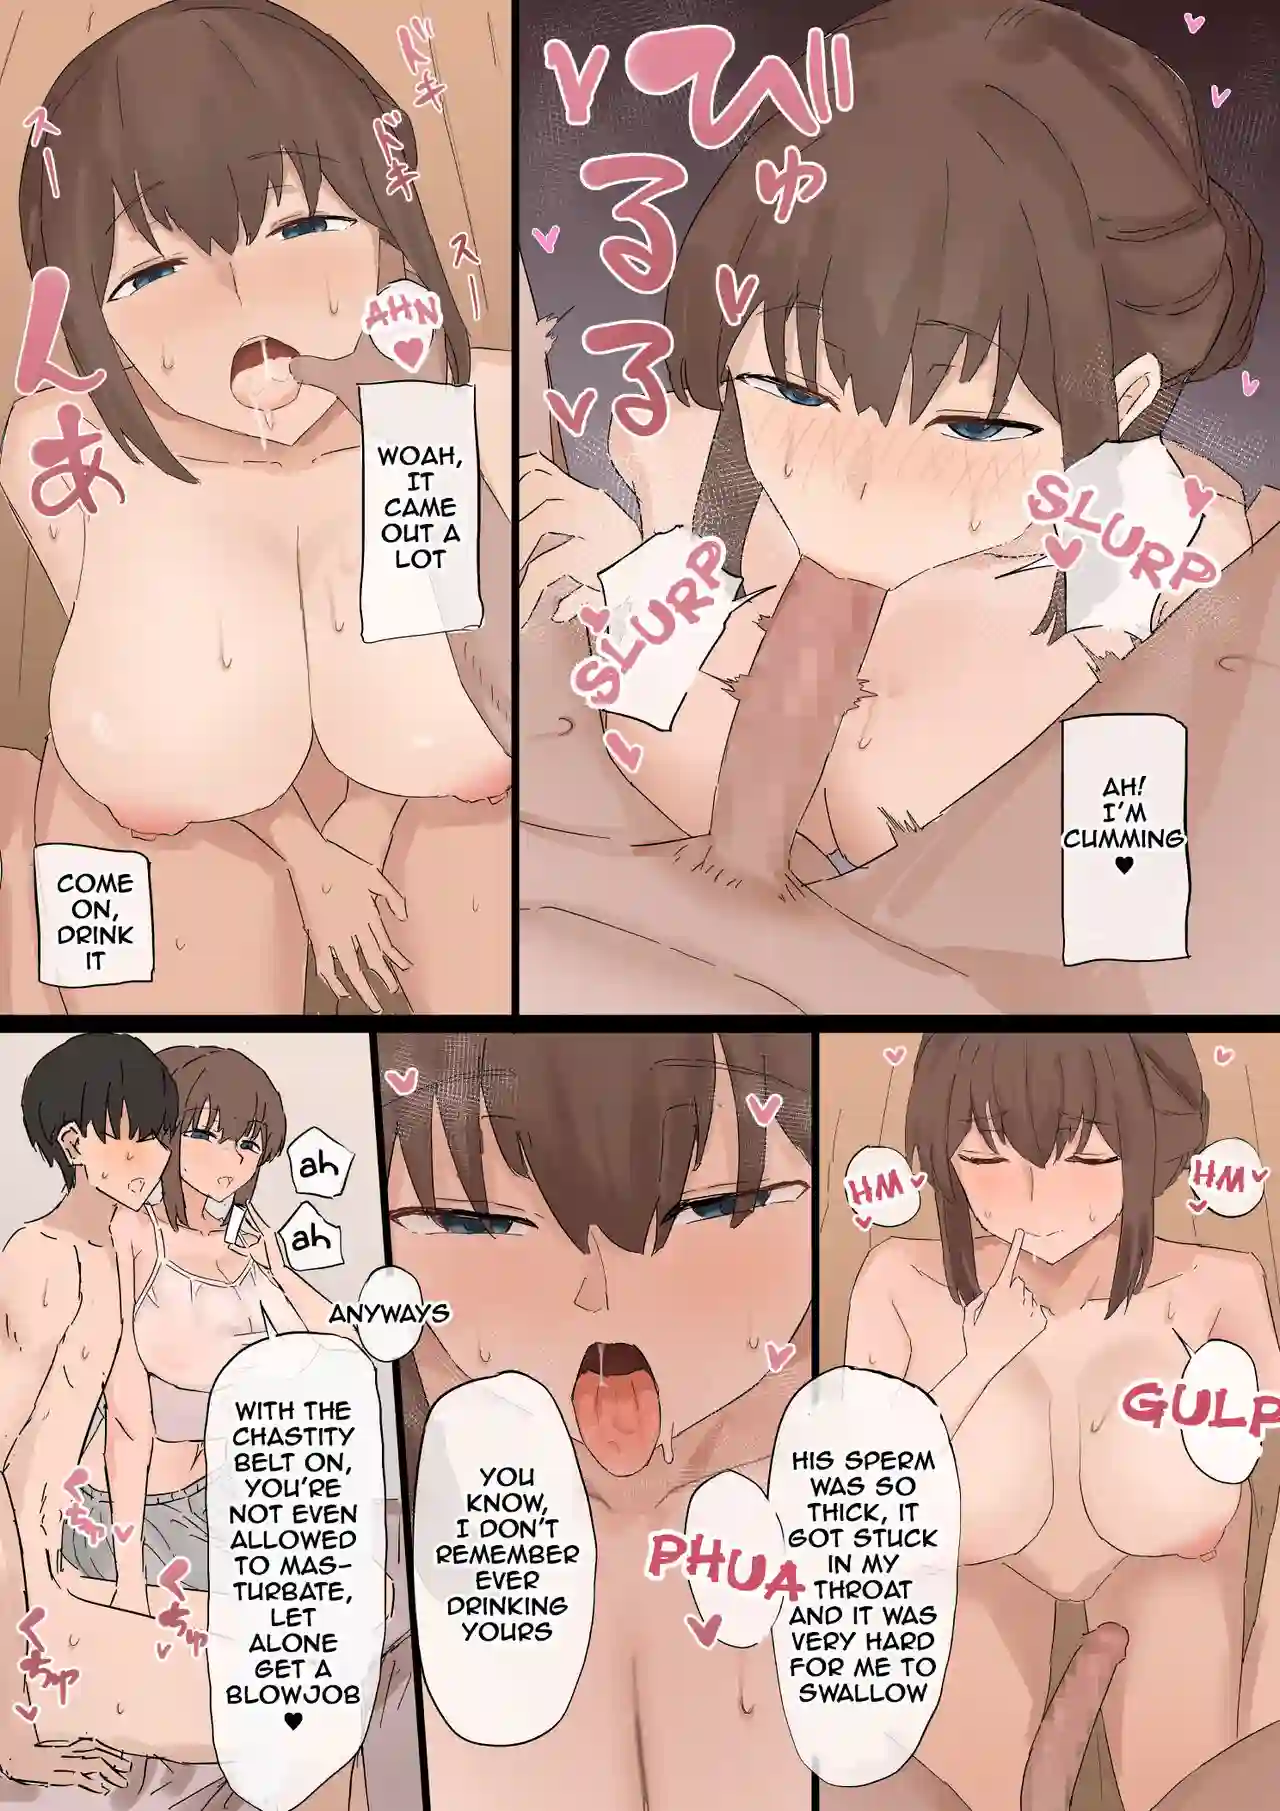 びゅ
るる
SLURP
SLURP
AH!
I'M
CUMMING
♥
ドキ
ドキ
スー
スー
んあ
AHN
♥
WOAH,
IT
CAME
OUT A
LOT
COME
ON,
DRINK
IT
HM
HM
GULP
HIS SPERM
WAS SO
THICK, IT
GOT STUCK
IN MY
THROAT
AND IT WAS
VERY HARD
FOR ME TO
SWALLOW
PHUA
YOU
KNOW,
I DON'T
REMEMBER
EVER
DRINKING
YOURS
ah
ah
ANYWAYS
WITH THE
CHASTITY
BELT ON,
YOU'RE
NOT EVEN
ALLOWED
TO MAS-
TURBATE,
LET
ALONE
GET A
BLOWJOB
♥
くちゅ
くちゅ
くちゅ